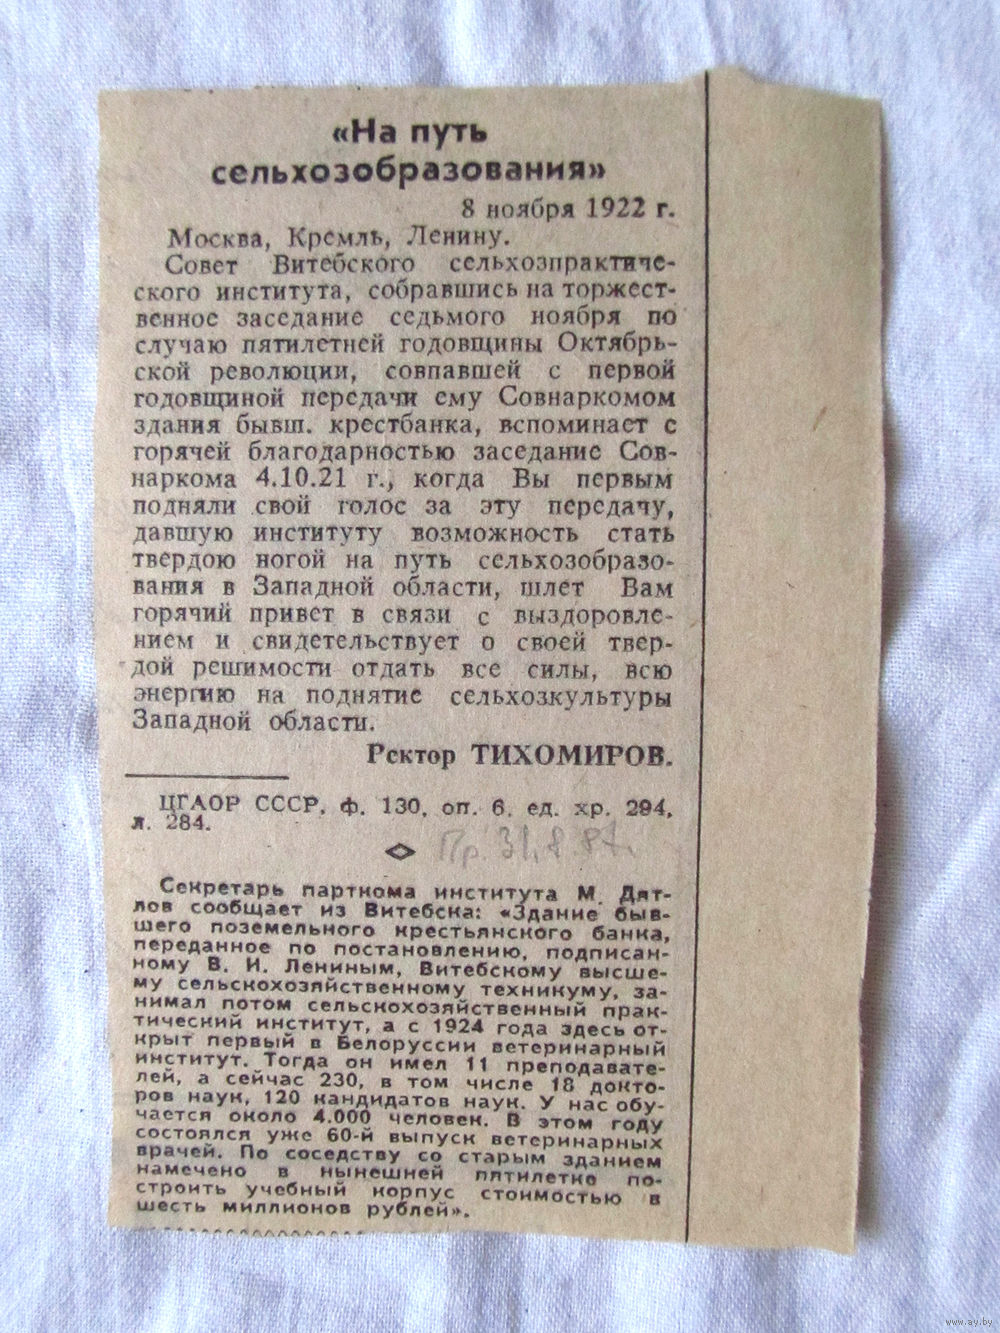 «На путь
сельхозобразования»
8 ноября 1922 г.
Москва, Кремль, Ленину.
Совет Витебского сельхозпрактиче-
ского института, собравшись на торжест-
венное заседание седьмого ноября по
случаю пятилетней годовщины Октябрь-
ской революции, совпавшей с первой
годовщиной передачи ему Совнаркомом
здания бывш. крестбанка, вспоминает с
горячей благодарностью заседание Сов-
наркома 4.10.21 г., когда Вы первым
подняли свой голос за эту передачу,
давшую институту возможность стать
твердою ногой на путь сельхозобразо-
вания в Западной области, шлет Вам
горячий привет в связи с выздоровле-
нием и свидетельствует о своей твер-
дой решимости отдать все силы, всю
энергию на поднятие сельхозкультуры
Западной области.
Ректор ТИХОМИРОВ.
ЦГАОР СССР, ф. 130, оп. 6, ед. хр. 294,
л. 284.
Пр. 31.8.87.
Секретарь парткома института М. Дят-
лов сообщает из Витебска: «Здание быв-
шего поземельного крестьянского банка,
переданное по постановлению, подписан-
ному В. И. Лениным, Витебскому высше-
му сельскохозяйственному техникуму, за-
нимал потом сельскохозяйственный прак-
тический институт, а с 1924 года здесь от-
крыт первый в Белоруссии ветеринарный
институт. Тогда он имел 11 преподавате-
лей, а сейчас 230, в том числе 18 докто-
ров наук, 120 кандидатов наук. У нас обу-
чается около 4.000 человек. В этом году
состоялся уже 60-й выпуск ветеринарных
врачей. По соседству со старым зданием
намечено в нынешней пятилетке по-
строить учебный корпус стоимостью в
шесть миллионов рублей».
www.ay.by